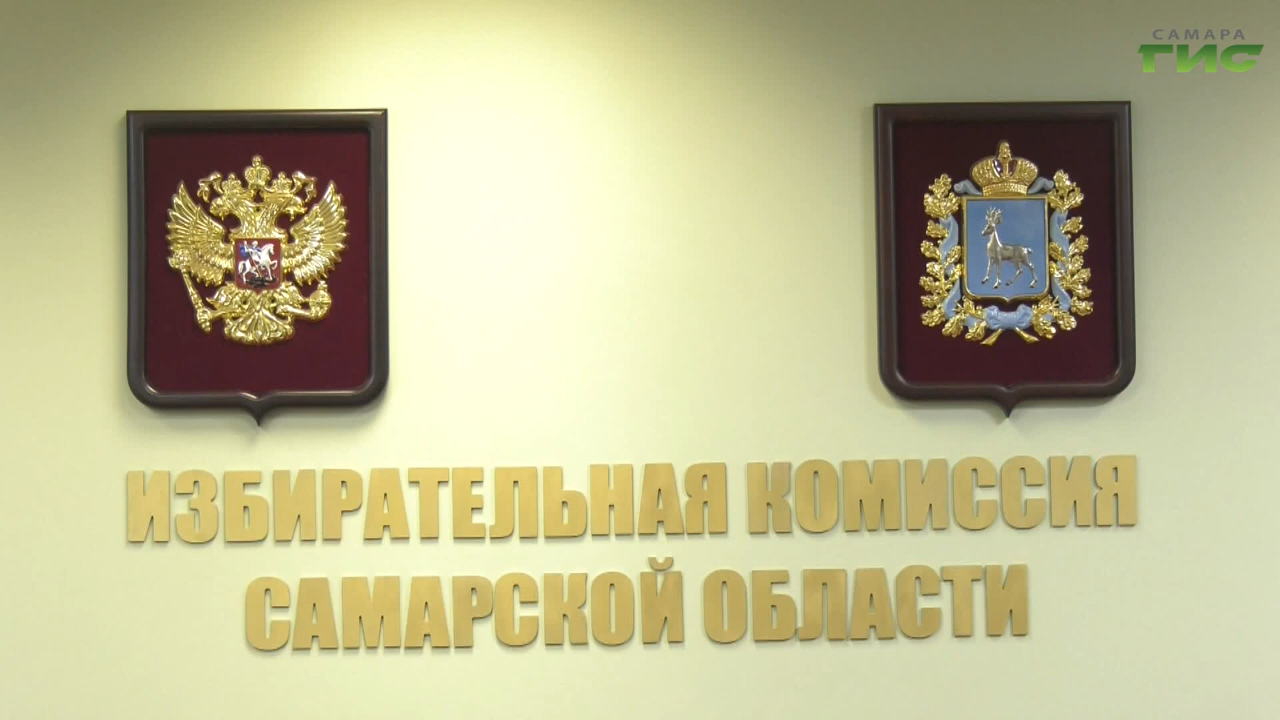 САМАРА
ГИС
ИЗБИРАТЕЛЬНАЯ КОМИССИЯ
САМАРСКОЙ ОБЛАСТИ